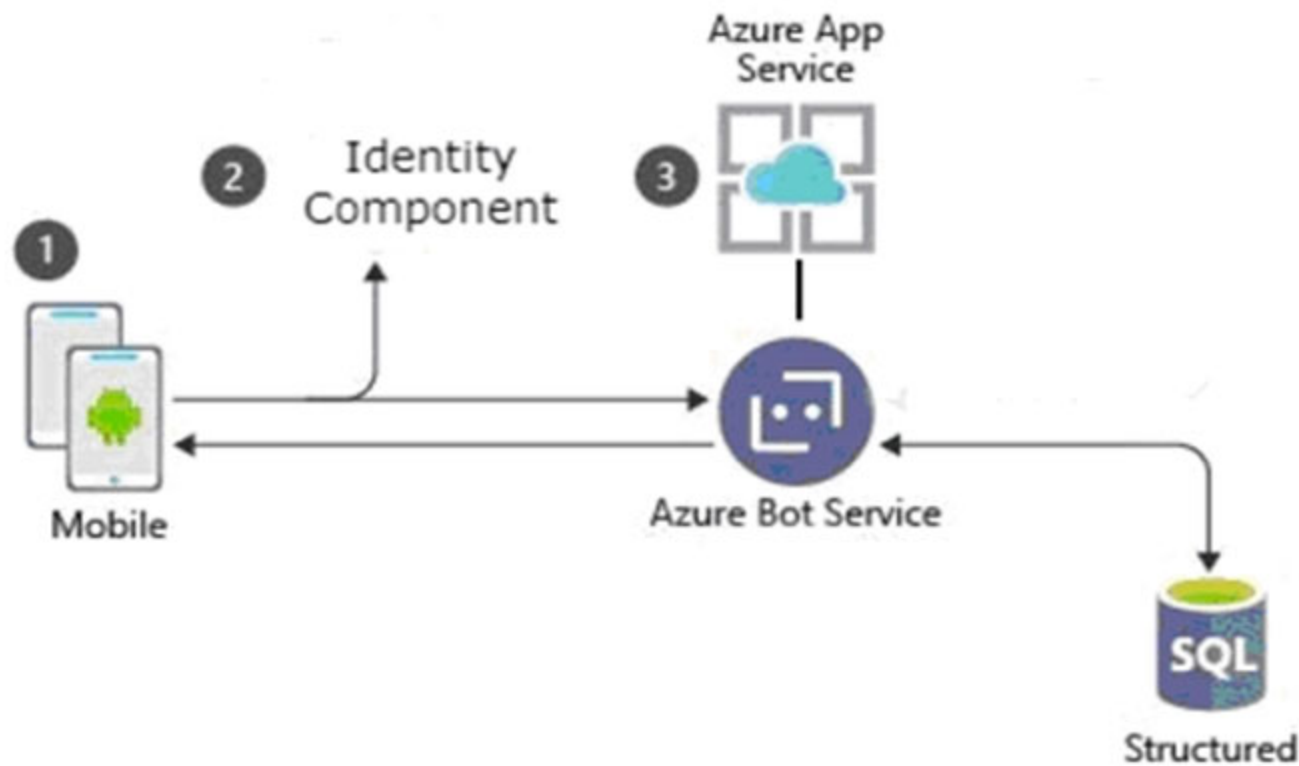 Azure App
Service
2
Identity
Component
3
1
Mobile
Azure Bot Service
SQL
Structured